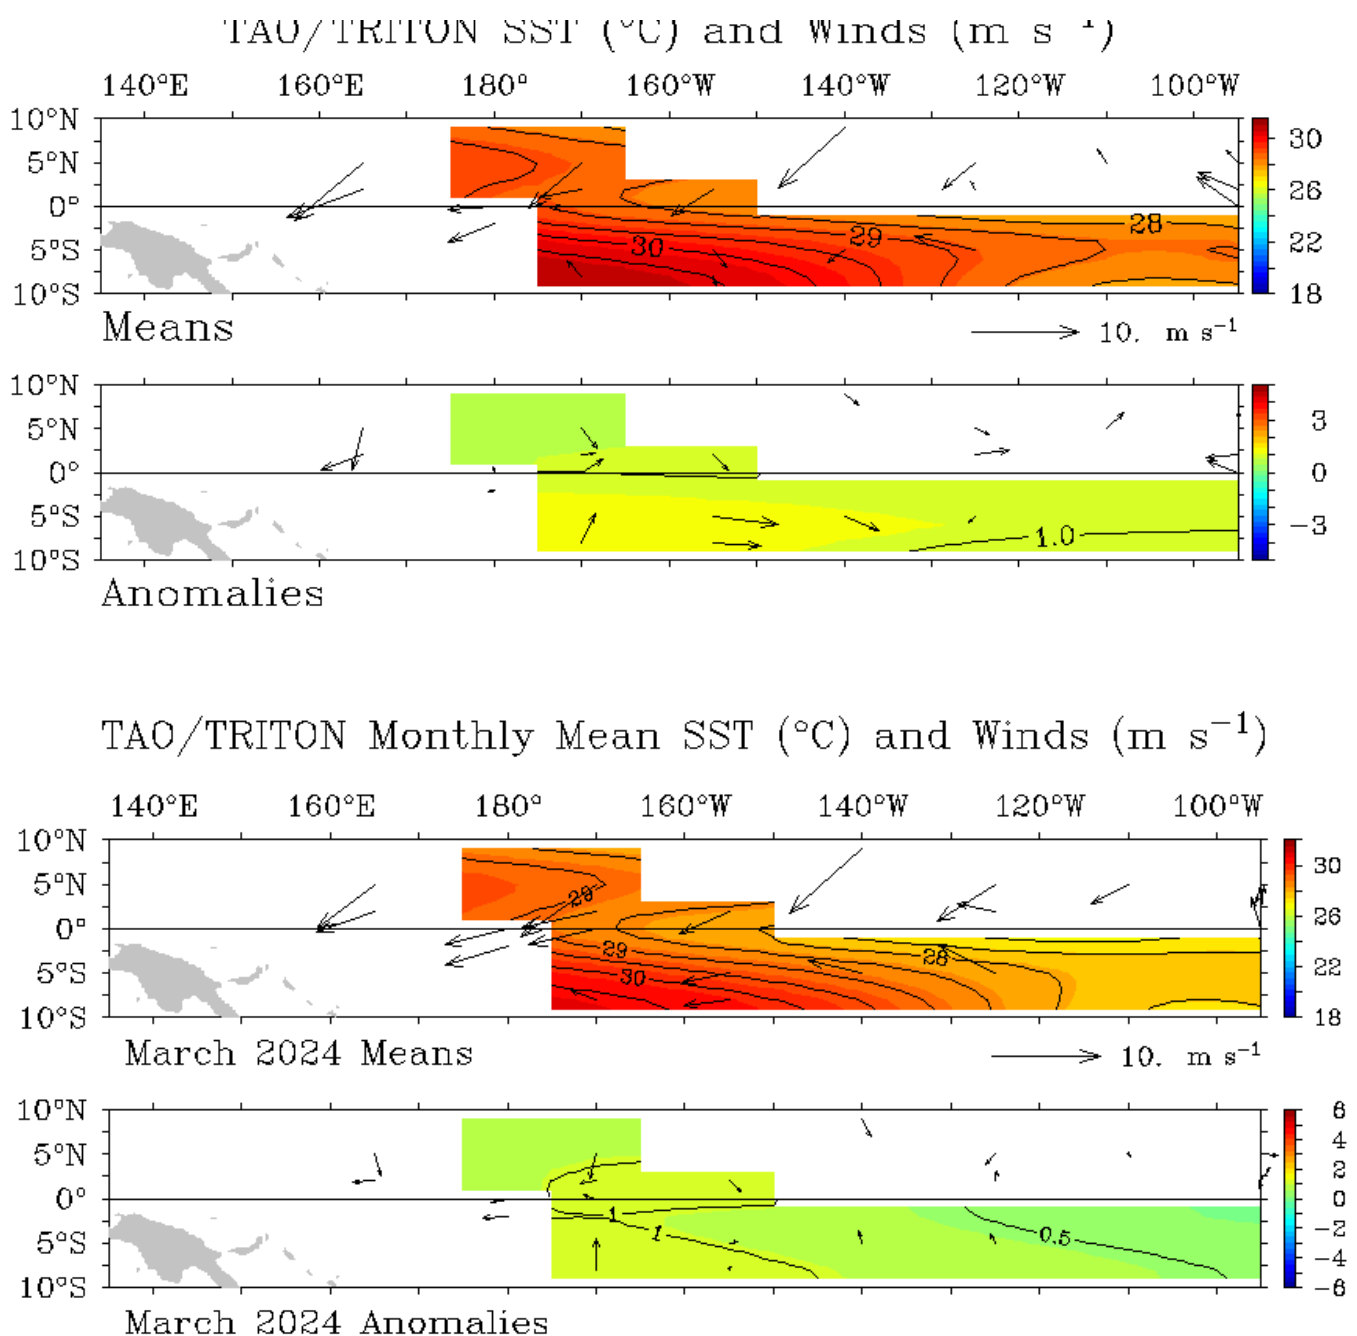 TAO/TRITON SST (°C) and Winds (m s⁻¹)
140°E 160°E 180° 160°W 140°W 120°W 100°W
10°N
5°N
0°
5°S
10°S
28
29
30
30
26
22
18
Means
10. m s⁻¹
10°N
5°N
0°
5°S
10°S
1.0
3
0
−3
Anomalies
TAO/TRITON Monthly Mean SST (°C) and Winds (m s⁻¹)
140°E 160°E 180° 160°W 140°W 120°W 100°W
10°N
5°N
0°
5°S
10°S
29
29
28
30
30
26
22
18
March 2024 Means
10. m s⁻¹
10°N
5°N
0°
5°S
10°S
1
1
0.5
6
4
2
0
−2
−4
−6
March 2024 Anomalies